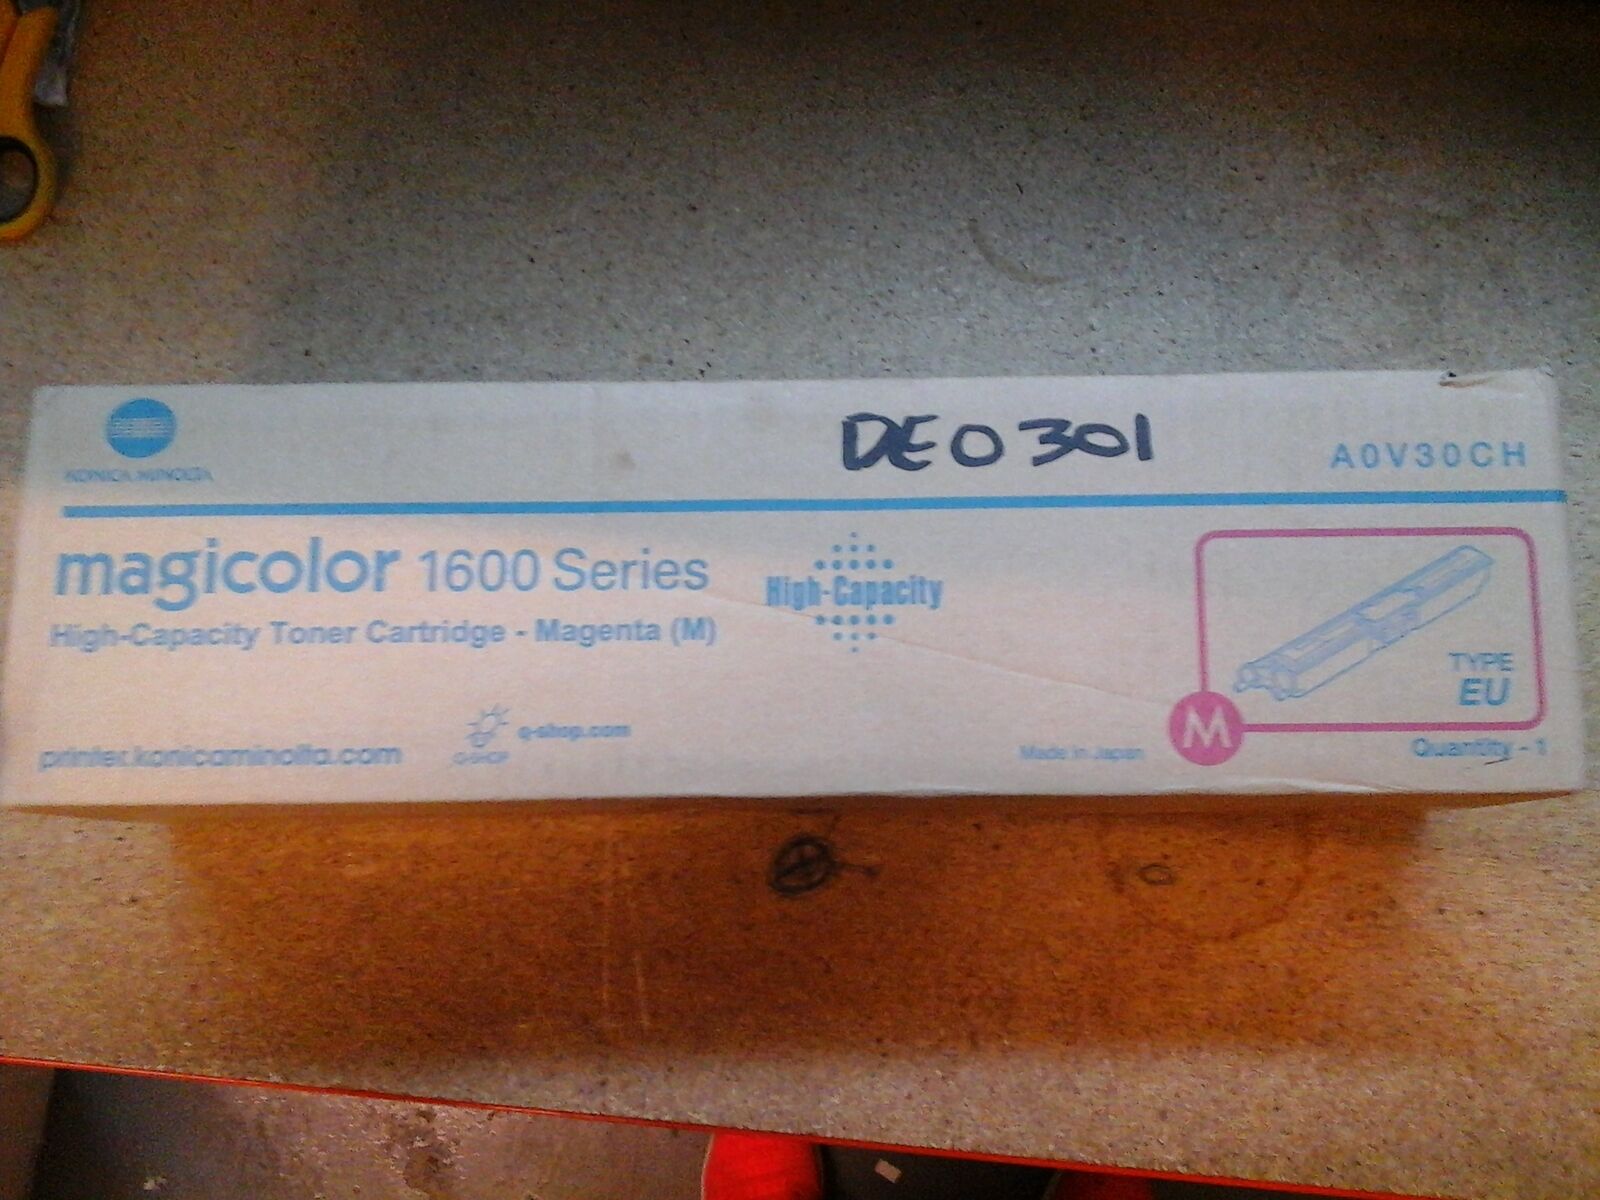 KONICA MINOLTA
DE0301
A0V30CH
magicolor 1600 Series
High-Capacity Toner Cartridge - Magenta (M)
High-Capacity
TYPE
EU
M
printer.konicaminolta.com
Q-SHOP
q-shop.com
Made in Japan
Quantity - 1